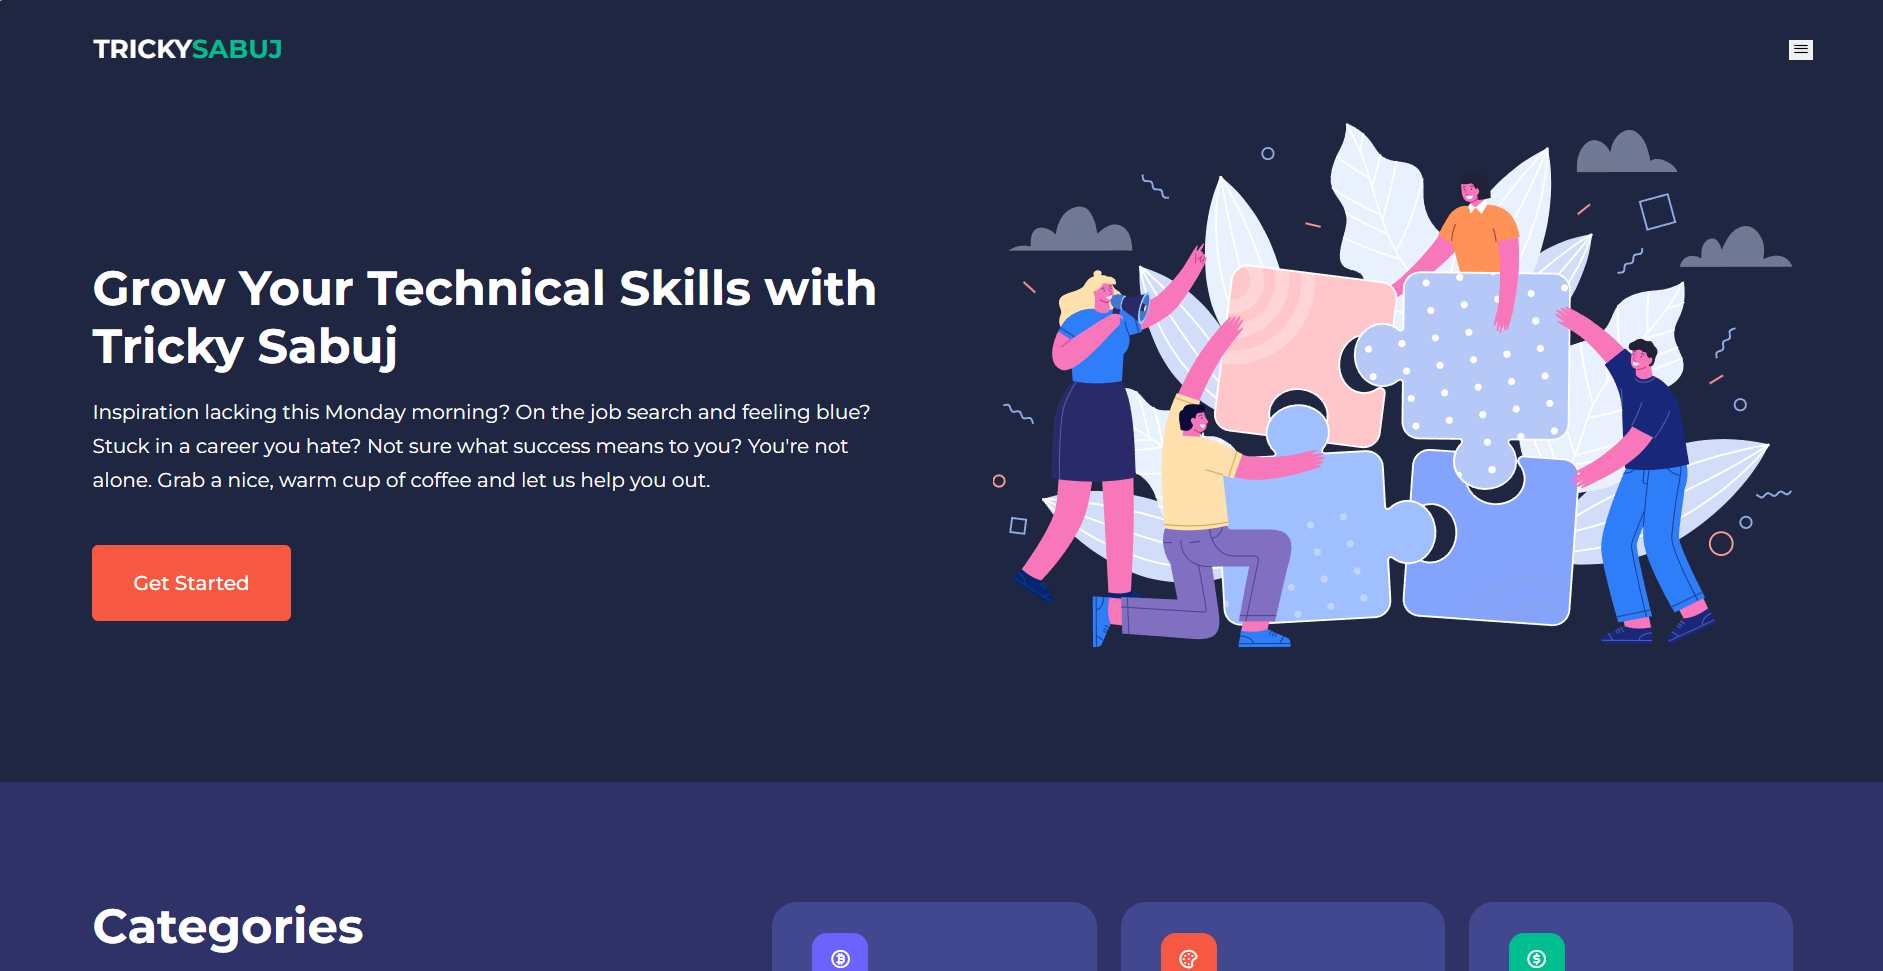 TRICKYSABUJ
Grow Your Technical Skills with
Tricky Sabuj
Inspiration lacking this Monday morning? On the job search and feeling blue?
Stuck in a career you hate? Not sure what success means to you? You're not
alone. Grab a nice, warm cup of coffee and let us help you out.
Get Started
Categories